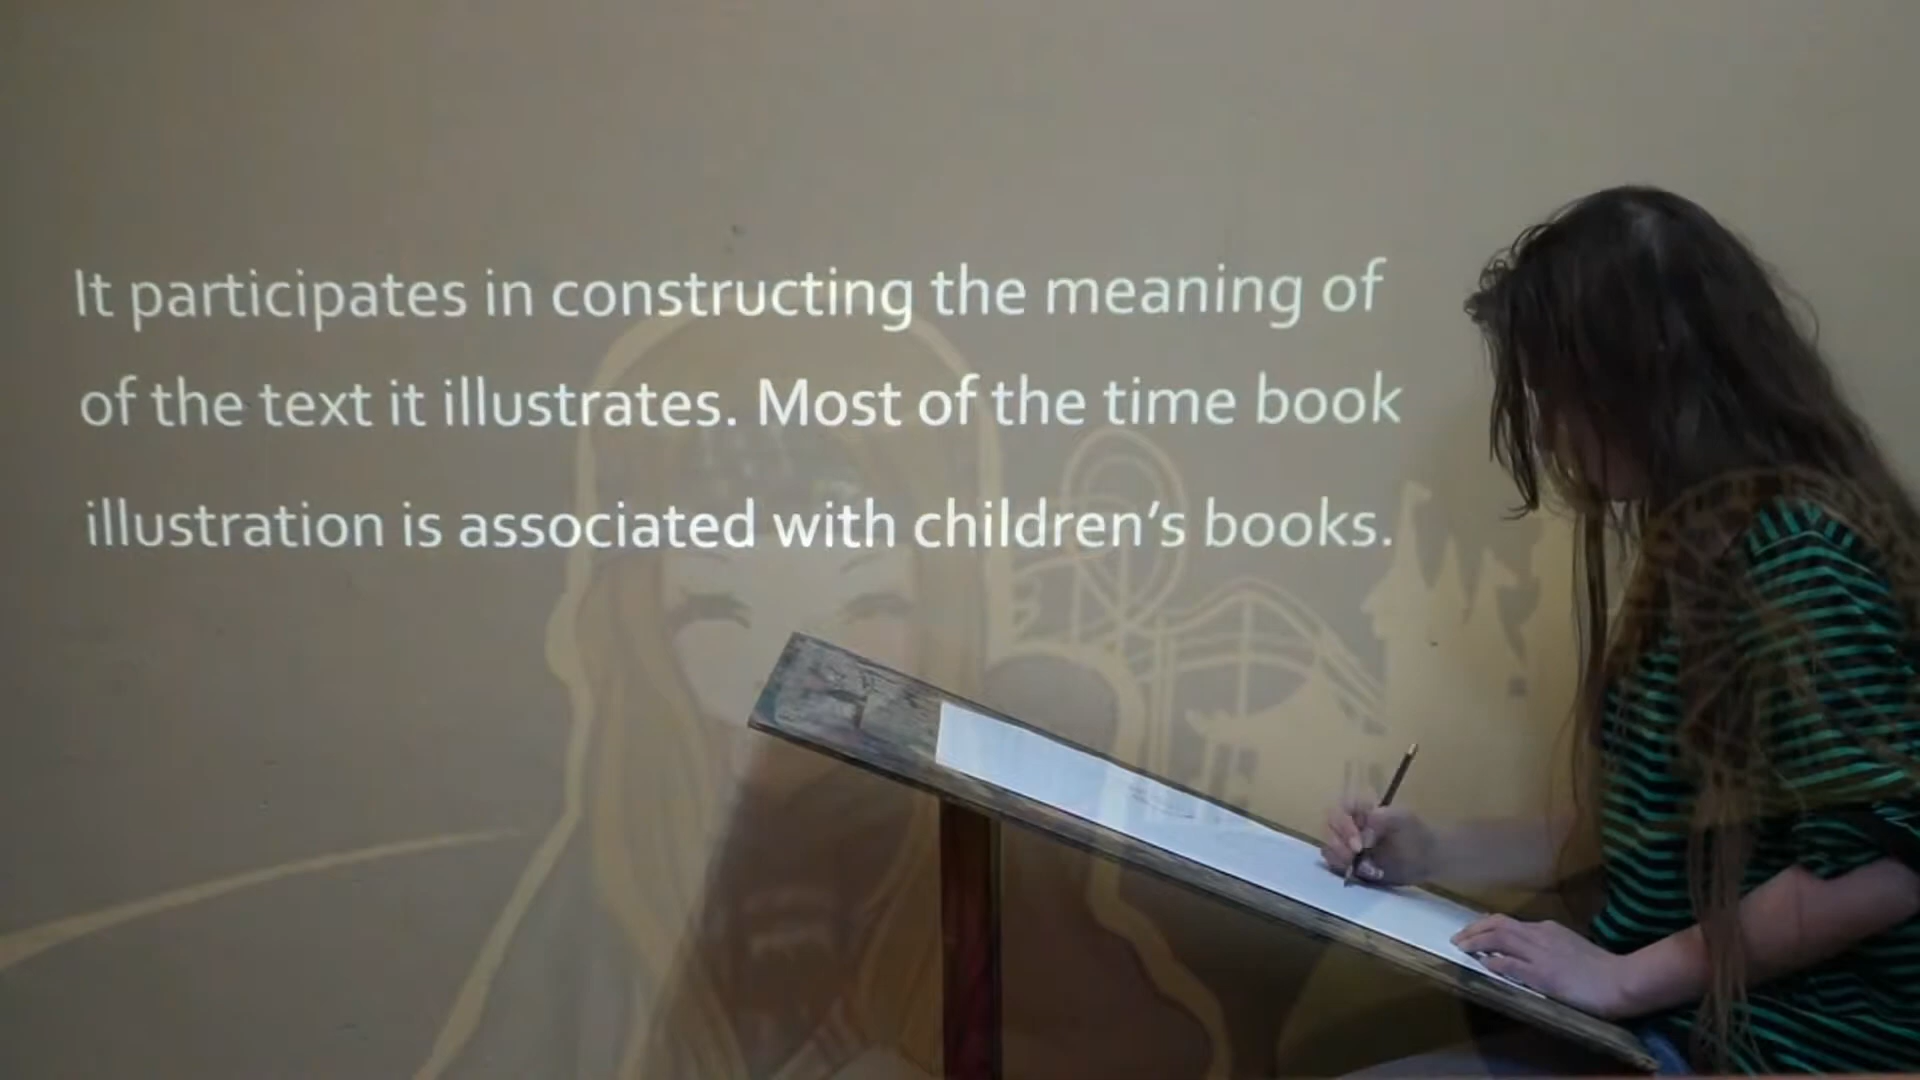 It participates in constructing the meaning of
of the text it illustrates. Most of the time book
illustration is associated with children's books.